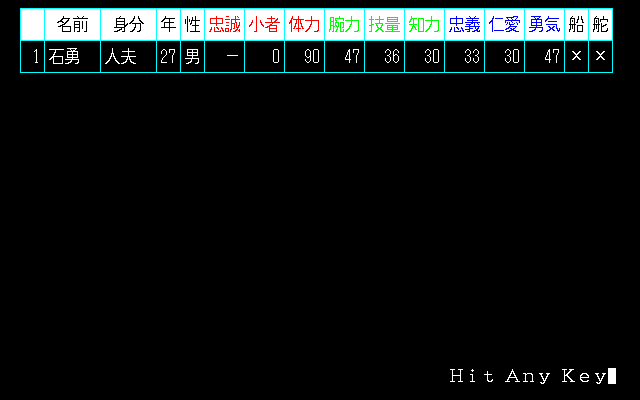 名前 身分 年 性 忠誠 小者 体力 腕力 技量 知力 忠義 仁愛 勇気 船 舵
1 石勇 人夫 27 男 － 0 90 47 36 30 33 30 47 × ×
Hit Any Key